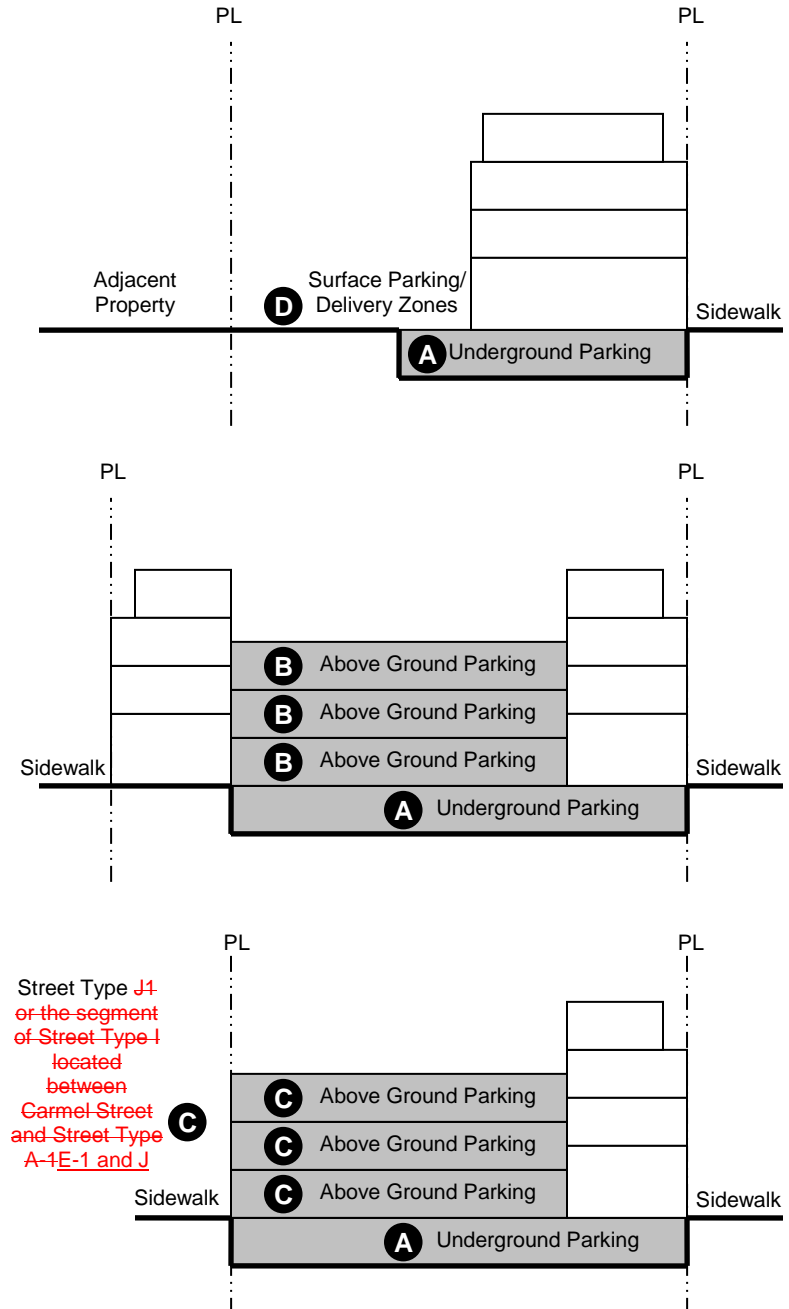 PL
PL
Adjacent
Property
D
Surface Parking/
Delivery Zones
Sidewalk
A Underground Parking
PL
PL
B Above Ground Parking
B Above Ground Parking
Sidewalk
B Above Ground Parking
Sidewalk
A Underground Parking
PL
PL
Street Type J1
or the segment
of Street Type I
located
between
Carmel Street
and Street Type
A-1E-1 and J
C
C Above Ground Parking
C Above Ground Parking
Sidewalk
C Above Ground Parking
Sidewalk
A Underground Parking